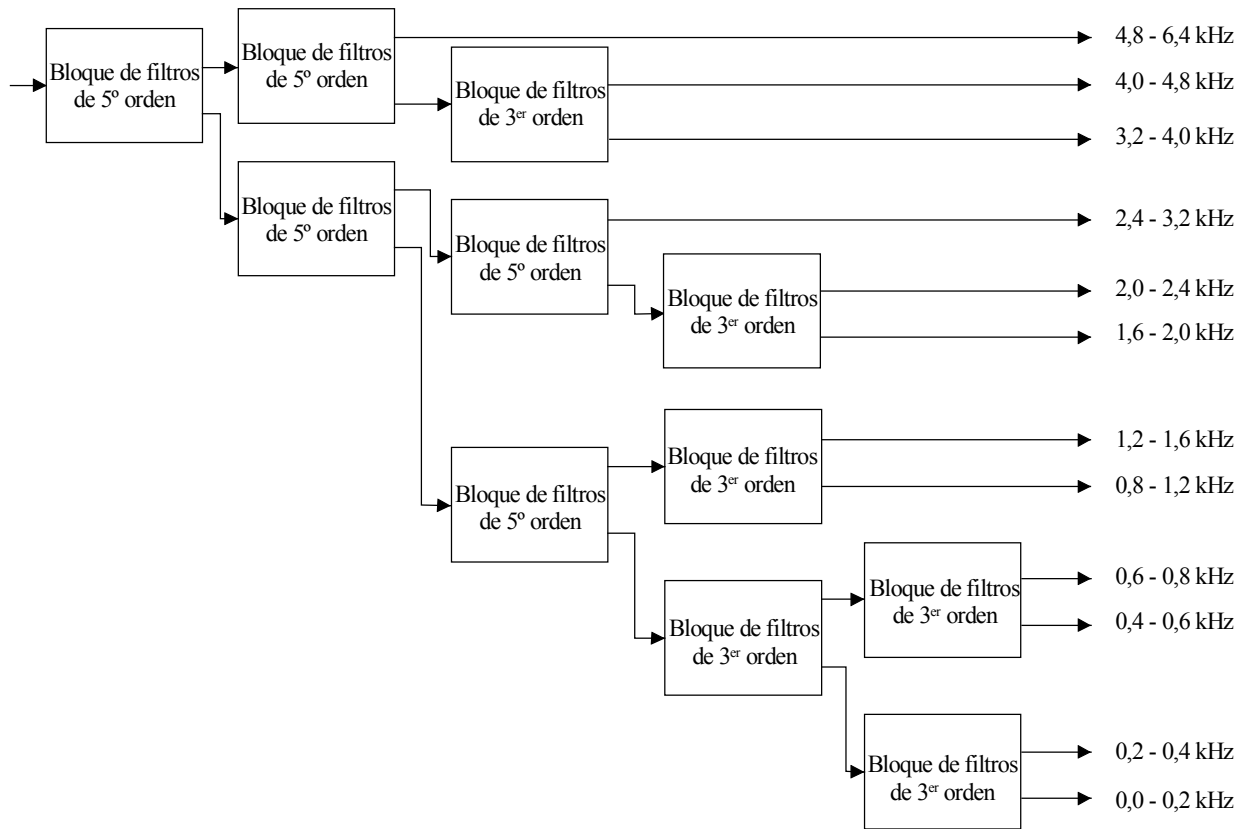 Bloque de filtros
de 5º orden
Bloque de filtros
de 5º orden
4,8 - 6,4 kHz
Bloque de filtros
de 3er orden
4,0 - 4,8 kHz
3,2 - 4,0 kHz
Bloque de filtros
de 5º orden
Bloque de filtros
de 5º orden
2,4 - 3,2 kHz
Bloque de filtros
de 3er orden
2,0 - 2,4 kHz
1,6 - 2,0 kHz
Bloque de filtros
de 5º orden
Bloque de filtros
de 3er orden
1,2 - 1,6 kHz
0,8 - 1,2 kHz
Bloque de filtros
de 3er orden
Bloque de filtros
de 3er orden
0,6 - 0,8 kHz
0,4 - 0,6 kHz
Bloque de filtros
de 3er orden
0,2 - 0,4 kHz
0,0 - 0,2 kHz